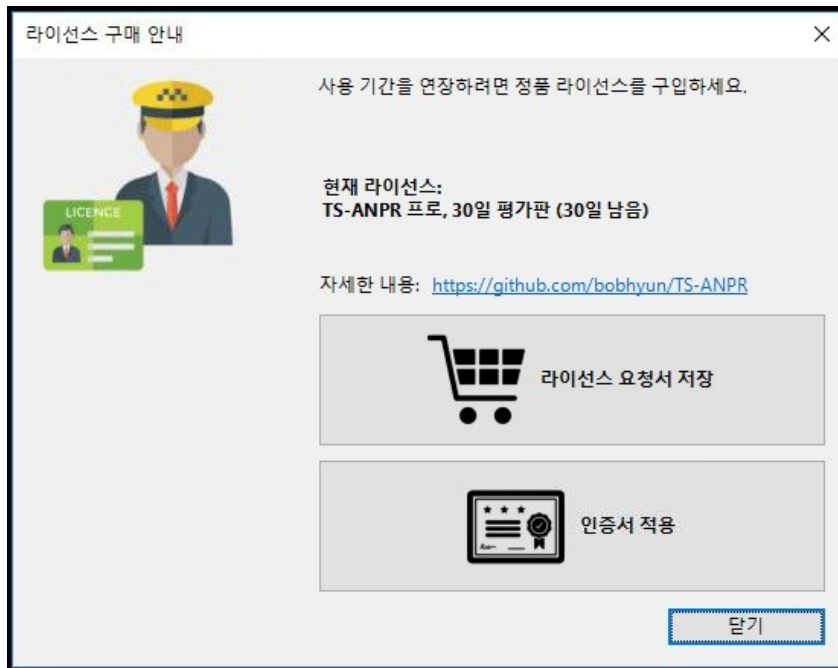 라이선스 구매 안내
사용 기간을 연장하려면 정품 라이선스를 구입하세요.
LICENCE
현재 라이선스:
TS-ANPR 프로, 30일 평가판 (30일 남음)
자세한 내용: https://github.com/bobhyun/TS-ANPR
라이선스 요청서 저장
인증서 적용
닫기